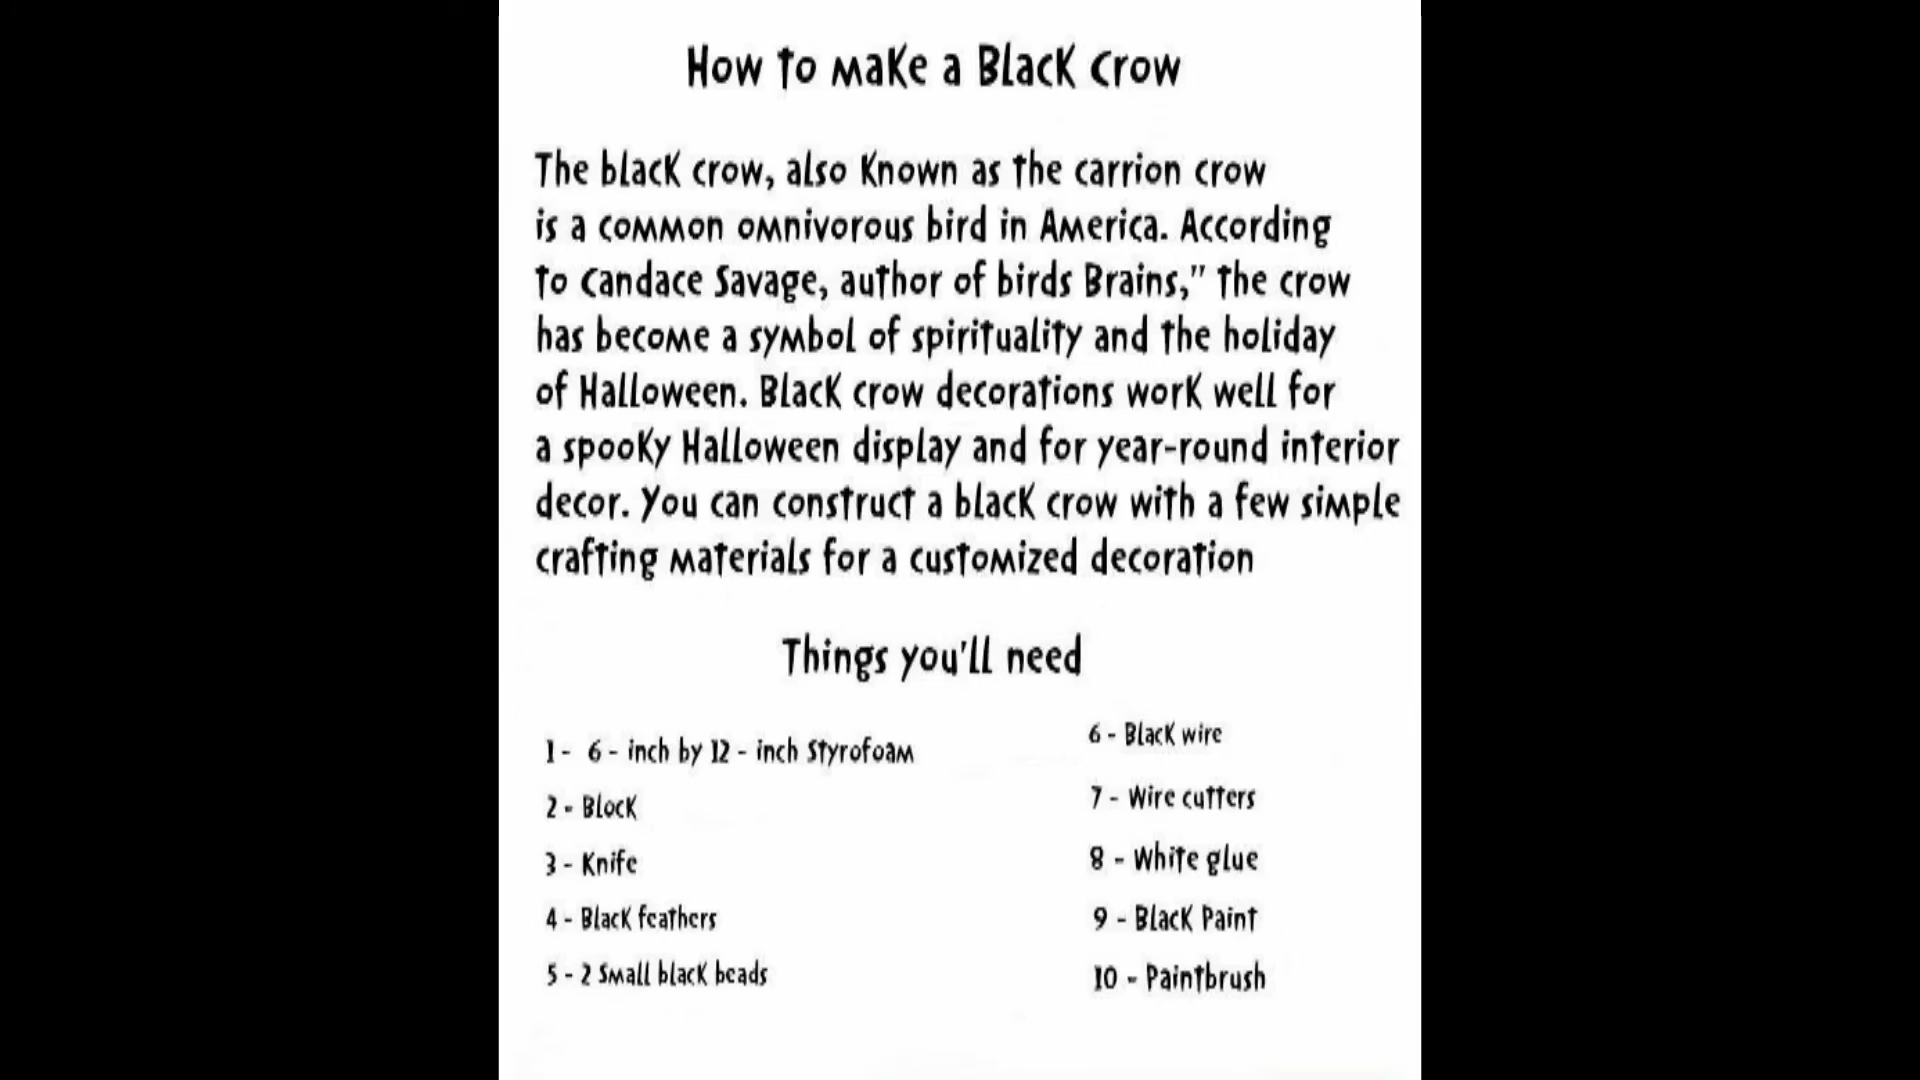 How to make a Black Crow
The black crow, also known as the carrion crow
is a common omnivorous bird in America. According
to Candace Savage, author of birds Brains,” the crow
has become a symbol of spirituality and the holiday
of Halloween. Black crow decorations work well for
a spooky Halloween display and for year-round interior
decor. You can construct a black crow with a few simple
crafting materials for a customized decoration
Things you'll need
1 - 6 - inch by 12 - inch Styrofoam
2 - Block
3 - Knife
4 - Black feathers
5 - 2 Small black beads
6 - Black wire
7 - Wire cutters
8 - White glue
9 - Black Paint
10 - Paintbrush